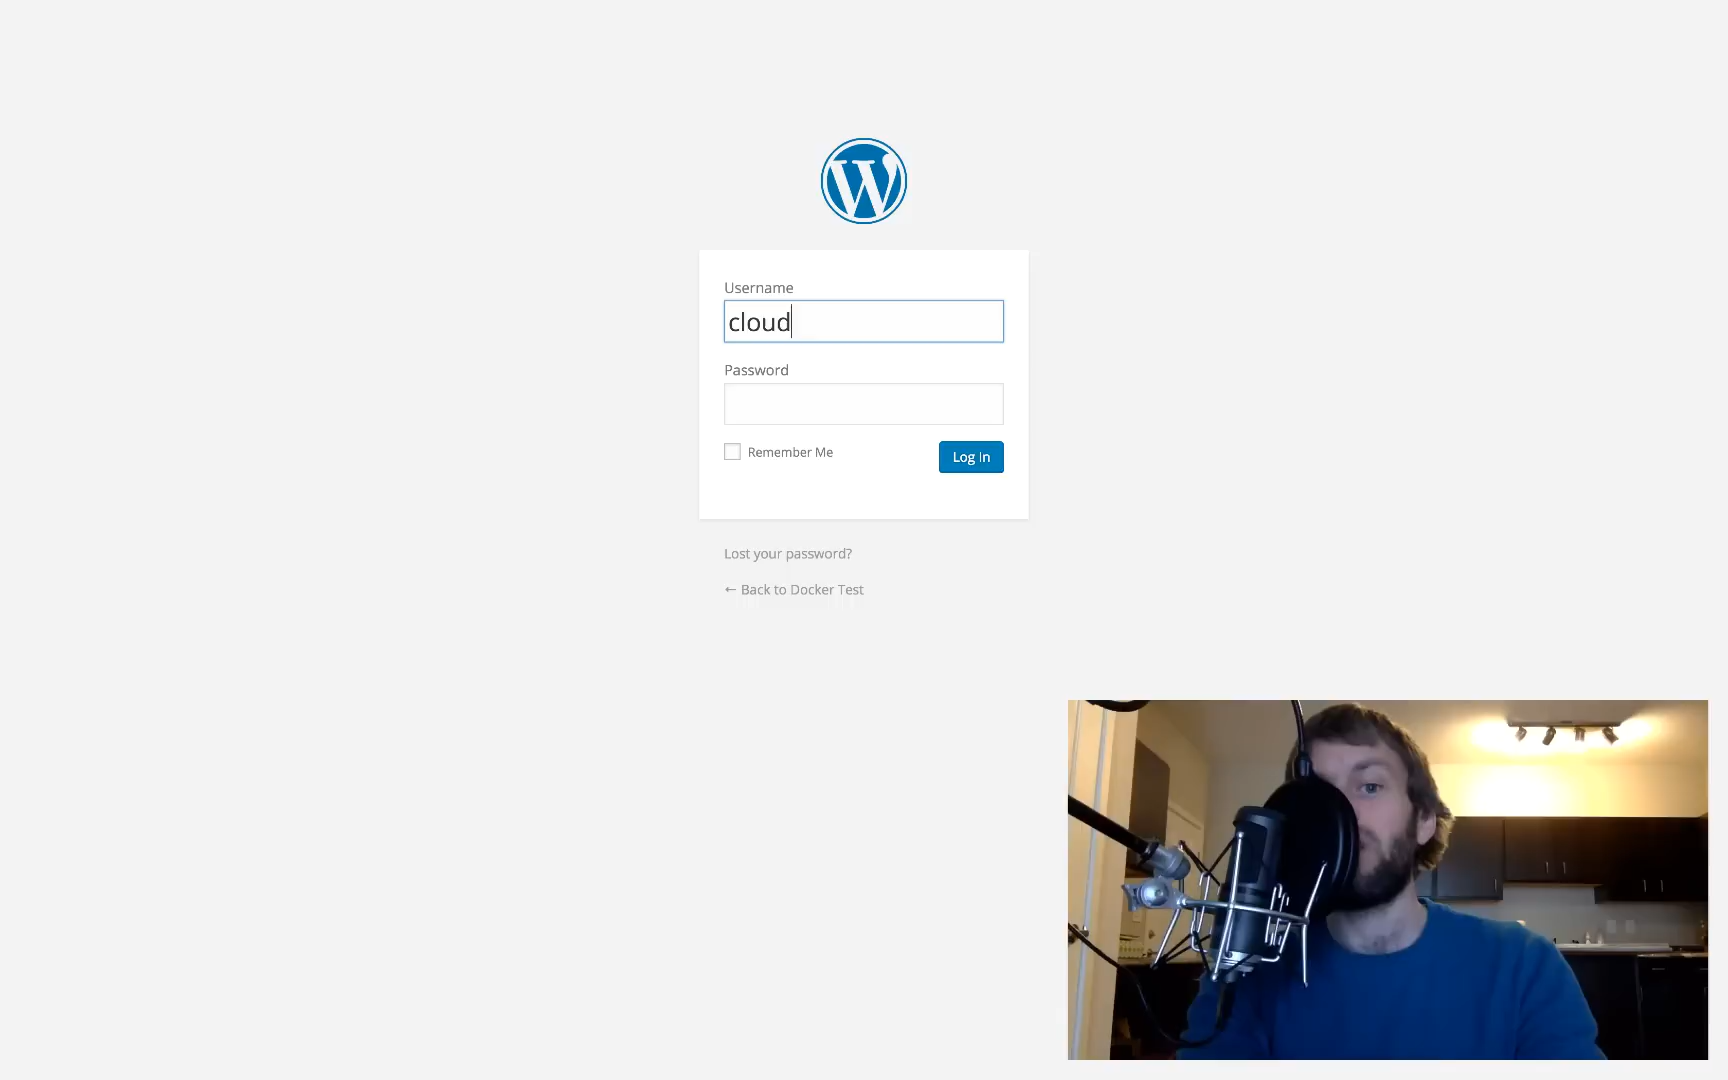 Username
cloud
Password
Remember Me
Log In
Lost your password?
← Back to Docker Test